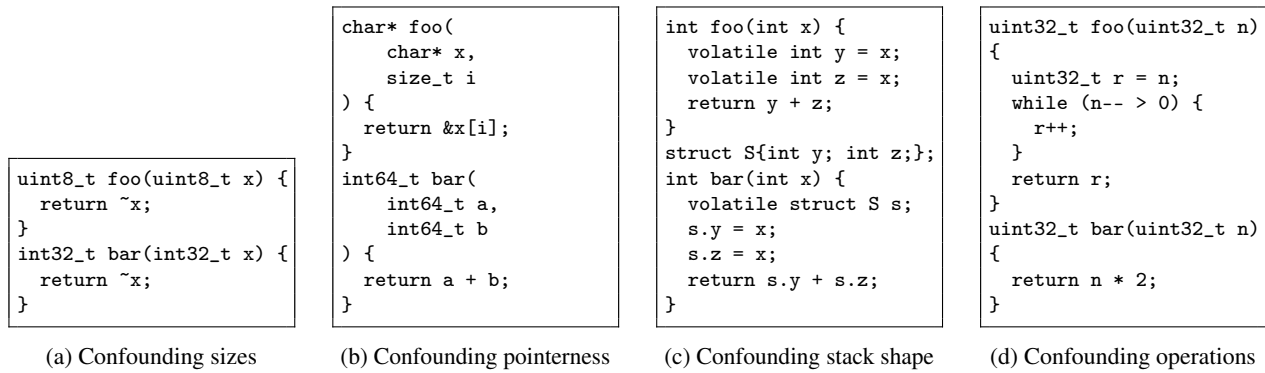 uint8_t foo(uint8_t x) {
  return ~x;
}
int32_t bar(int32_t x) {
  return ~x;
}
(a) Confounding sizes
char* foo(
    char* x,
    size_t i
) {
  return &x[i];
}
int64_t bar(
    int64_t a,
    int64_t b
) {
  return a + b;
}
(b) Confounding pointerness
int foo(int x) {
  volatile int y = x;
  volatile int z = x;
  return y + z;
}
struct S{int y; int z;};
int bar(int x) {
  volatile struct S s;
  s.y = x;
  s.z = x;
  return s.y + s.z;
}
(c) Confounding stack shape
uint32_t foo(uint32_t n)
{
  uint32_t r = n;
  while (n-- > 0) {
    r++;
  }
  return r;
}
uint32_t bar(uint32_t n)
{
  return n * 2;
}
(d) Confounding operations